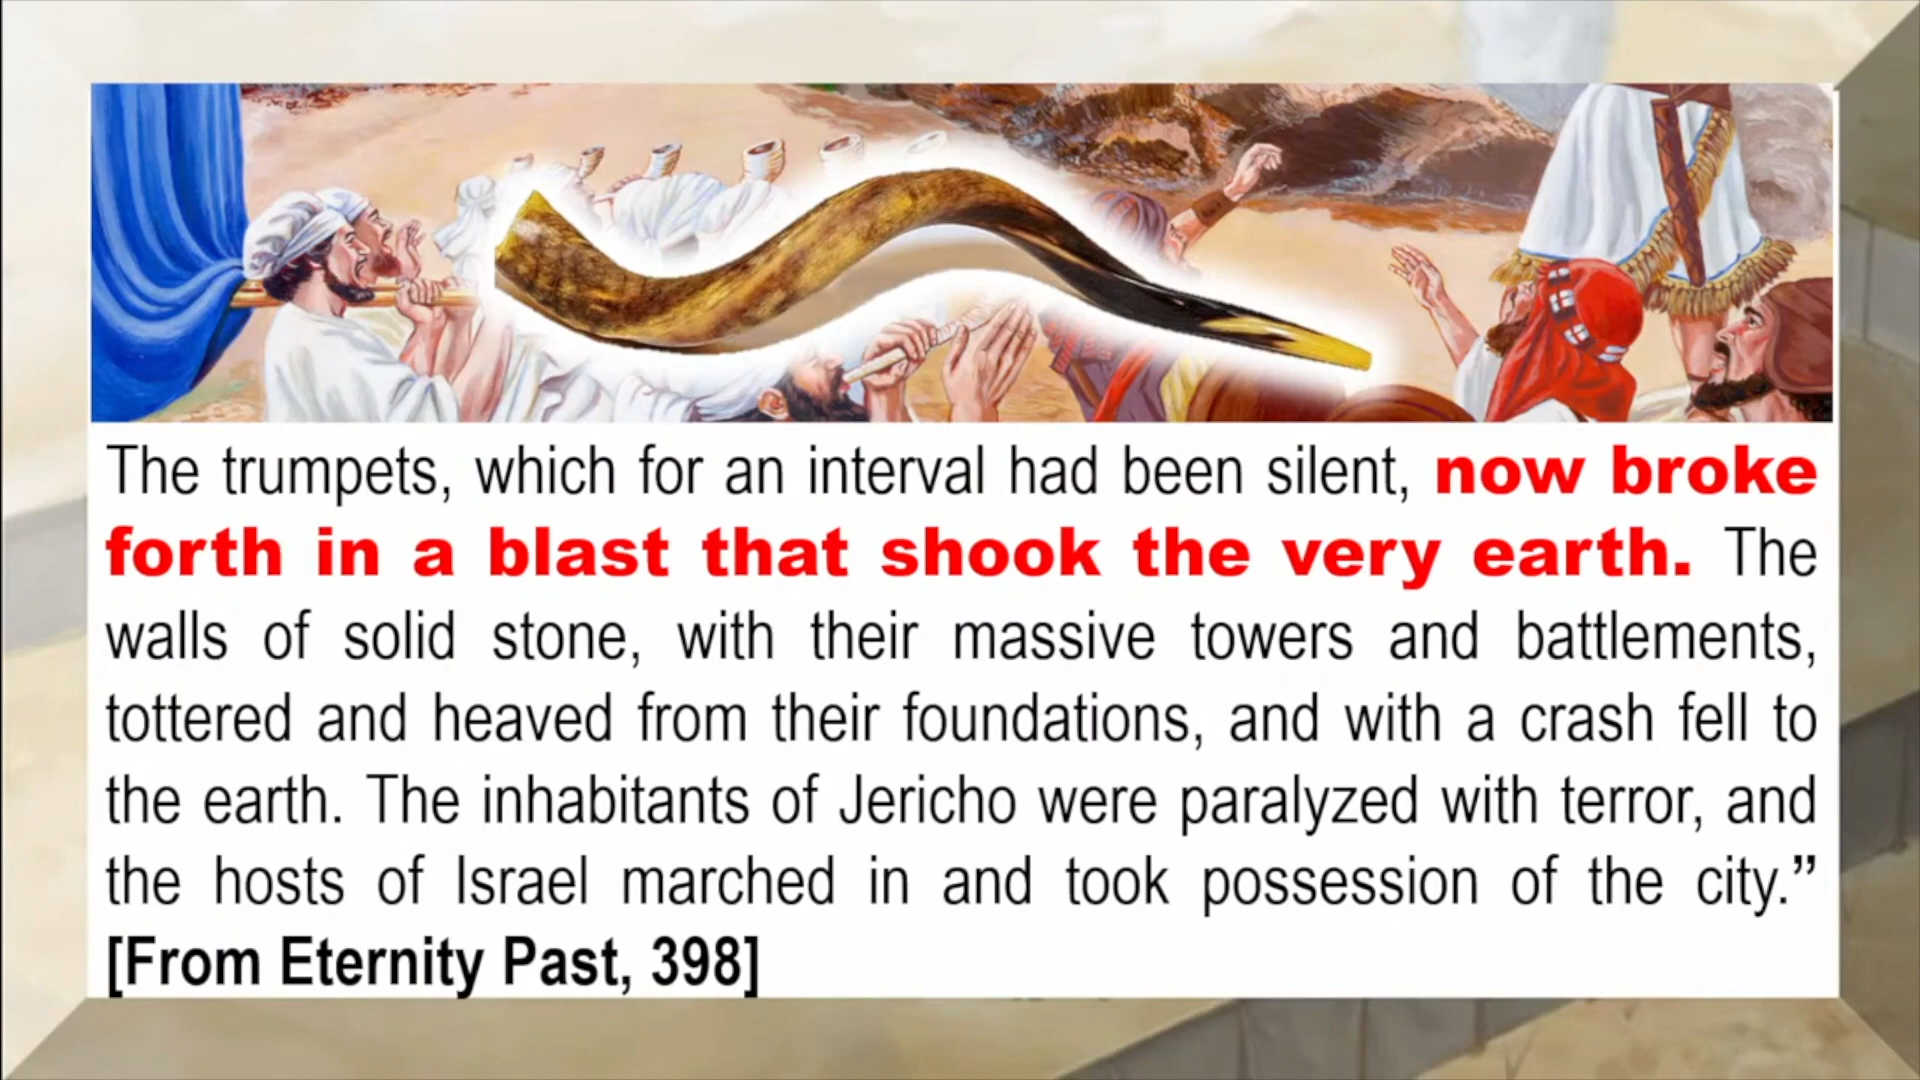 The trumpets, which for an interval had been silent, now broke
forth in a blast that shook the very earth. The
walls of solid stone, with their massive towers and battlements,
tottered and heaved from their foundations, and with a crash fell to
the earth. The inhabitants of Jericho were paralyzed with terror, and
the hosts of Israel marched in and took possession of the city.”
[From Eternity Past, 398]